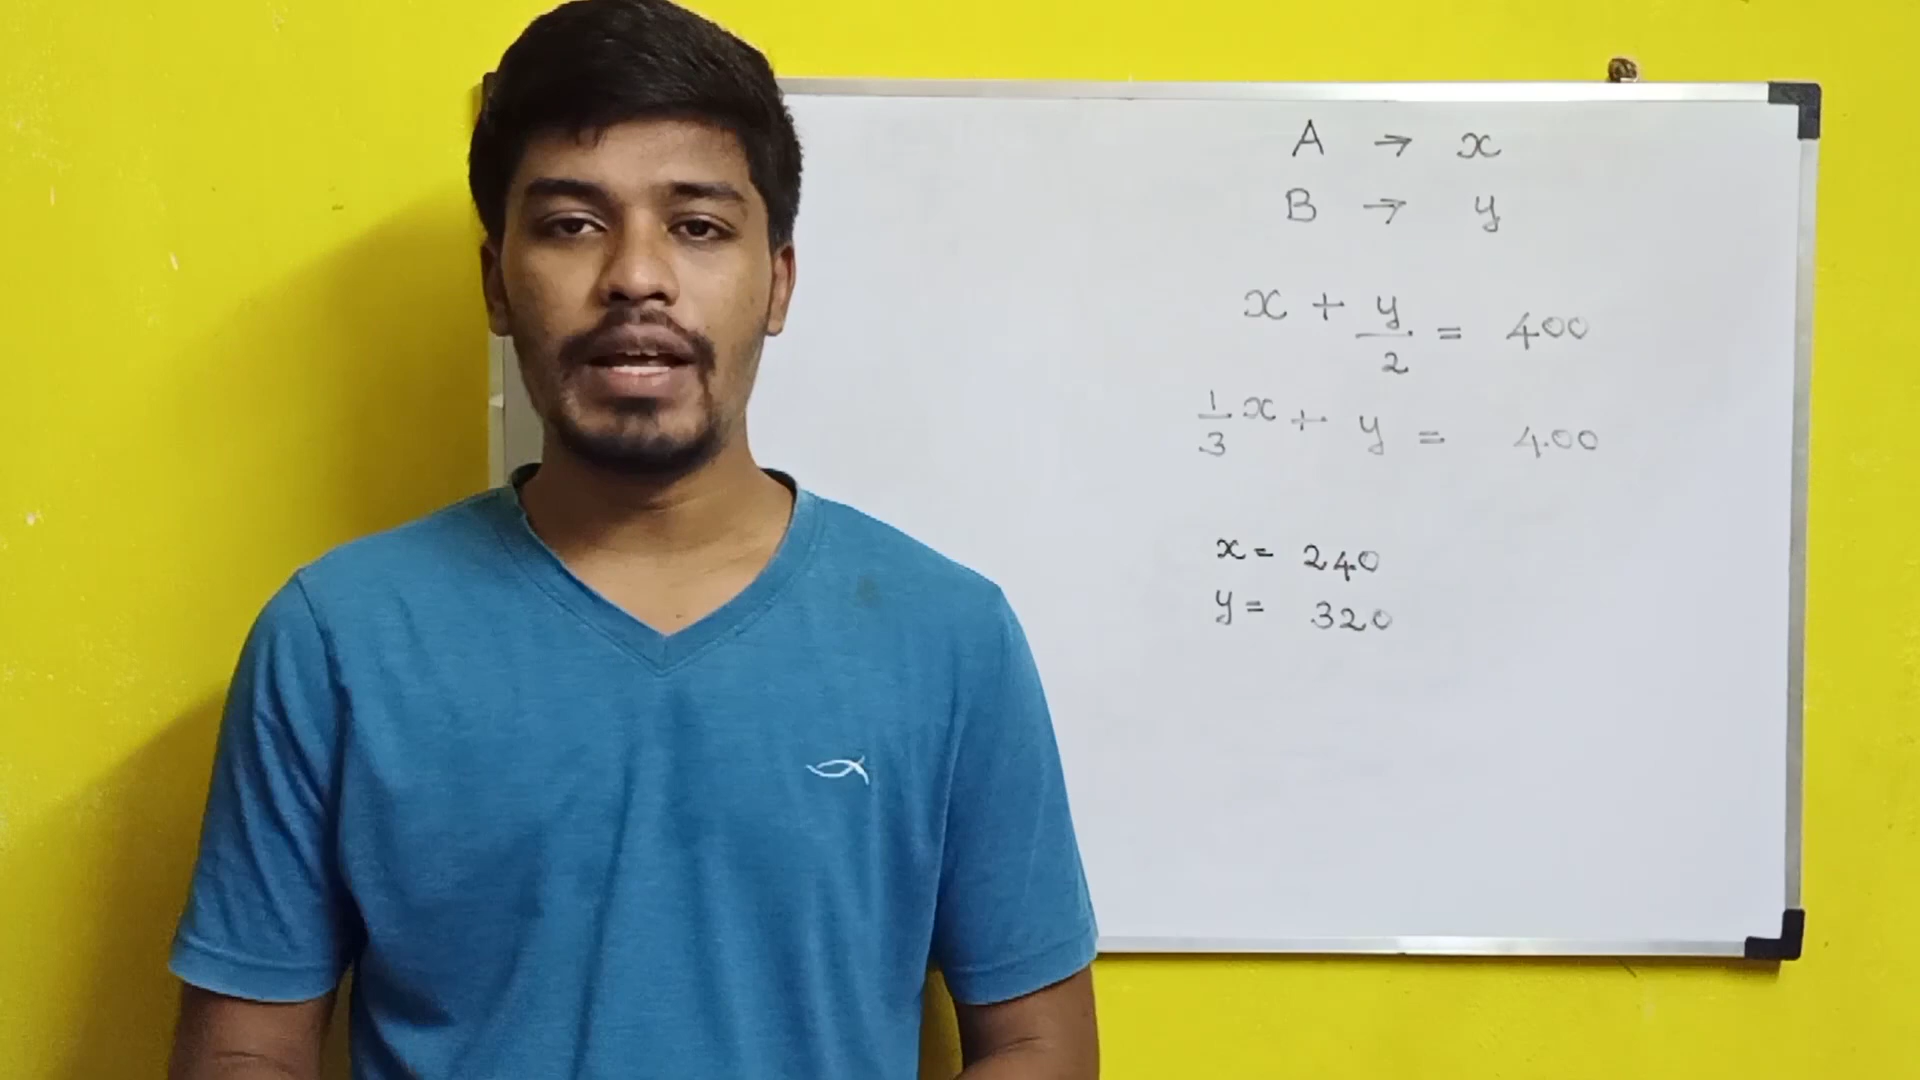 A → x
B → y
x + y/2 = 400
1/3 x + y = 400
x = 240
y = 320